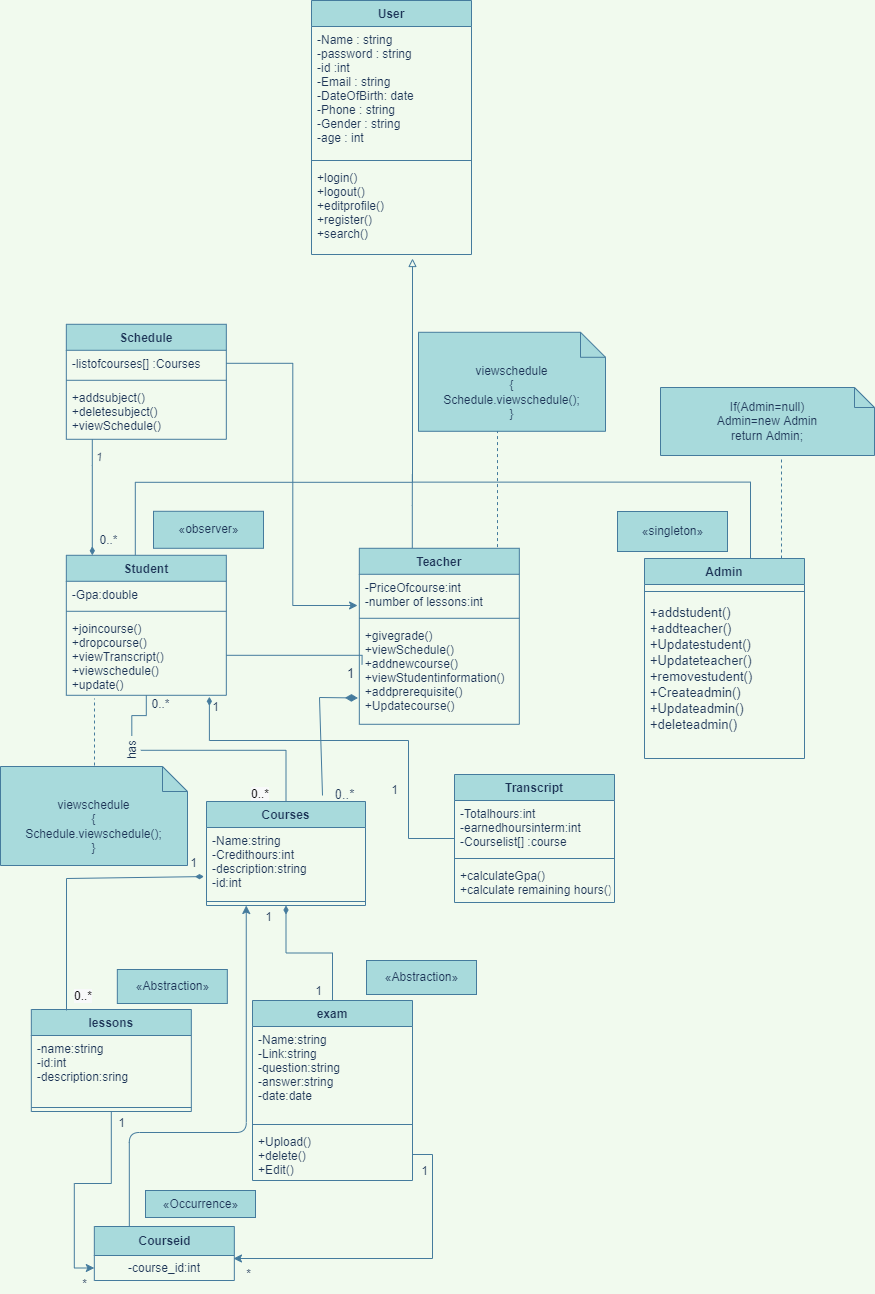 User
-Name : string
-password : string
-id :int
-Email : string
-DateOfBirth: date
-Phone : string
-Gender : string
-age : int
+login()
+logout()
+editprofile()
+register()
+search()
Schedule
-listofcourses[] :Courses
+addsubject()
+deletesubject()
+viewSchedule()
viewschedule
{
Schedule.viewschedule();
}
If(Admin=null)
Admin=new Admin
return Admin;
1
0..*
«observer»
«singleton»
Student
-Gpa:double
+joincourse()
+dropcourse()
+viewTranscript()
+viewschedule()
+update()
Teacher
-PriceOfcourse:int
-number of lessons:int
+givegrade()
+viewSchedule()
+addnewcourse()
+viewStudentinformation()
+addprerequisite()
+Updatecourse()
Admin
+addstudent()
+addteacher()
+Updatestudent()
+Updateteacher()
+removestudent()
+Createadmin()
+Updateadmin()
+deleteadmin()
1
0..*
1
has
viewschedule
{
Schedule.viewschedule();
}
0..*
0..*
1
Courses
-Name:string
-Credithours:int
-description:string
-id:int
Transcript
-Totalhours:int
-earnedhoursinterm:int
-Courselist[] :course
+calculateGpa()
+calculate remaining hours()
1
1
«Abstraction»
«Abstraction»
0..*
1
lessons
-name:string
-id:int
-description:sring
exam
-Name:string
-Link:string
-question:string
-answer:string
-date:date
+Upload()
+delete()
+Edit()
1
1
«Occurrence»
Courseid
-course_id:int
*
*